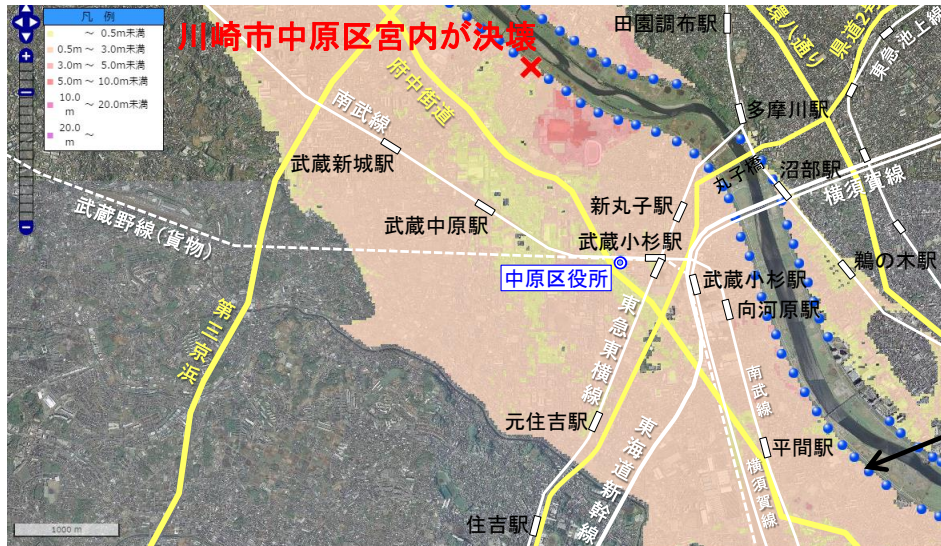 凡 例
～ 0.5m未満
0.5m ～ 3.0m未満
3.0m ～ 5.0m未満
5.0m ～ 10.0m未満
10.0
m ～ 20.0m未満
20.0
m ～
川崎市中原区宮内が決壊
田園調布駅
環八通り
県道2号
東急池上線
府中街道
南武線
多摩川駅
武蔵新城駅
丸子橋
沼部駅
横須賀線
武蔵野線(貨物)
武蔵中原駅
新丸子駅
武蔵小杉駅
鵜の木駅
中原区役所
武蔵小杉駅
向河原駅
第三京浜
東急東横線
南武線
元住吉駅
東海道新幹線
平間駅
横須賀線
住吉駅
1000 m